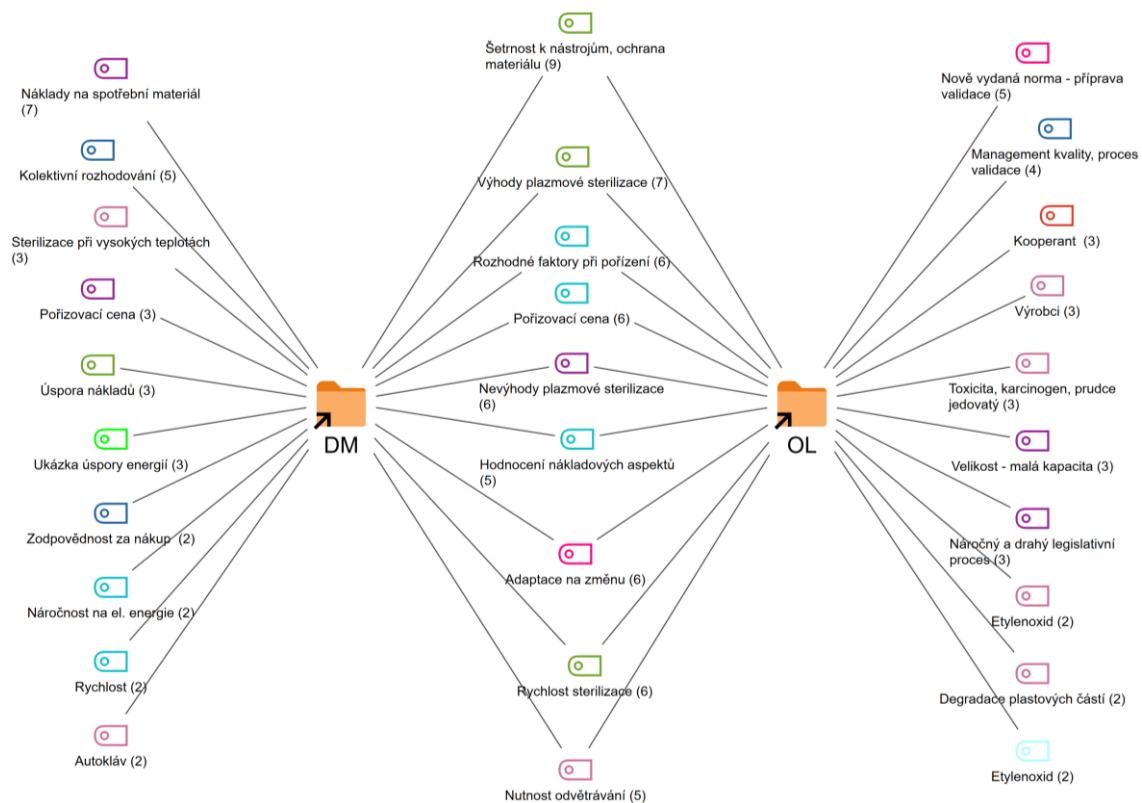 Šetrnost k nástrojům, ochrana
materiálu (9)
Náklady na spotřební materiál
(7)
Nově vydaná norma - příprava
validace (5)
Kolektivní rozhodování (5)
Výhody plazmové sterilizace (7)
Management kvality, proces
validace (4)
Sterilizace při vysokých teplotách
(3)
Rozhodné faktory při pořízení (6)
Kooperant (3)
Pořizovací cena (3)
Pořizovací cena (6)
Výrobci (3)
Úspora nákladů (3)
Nevýhody plazmové sterilizace
(6)
Toxicita, karcinogen, prudce
jedovatý (3)
DM
OL
Ukázka úspory energií (3)
Hodnocení nákladových aspektů
(5)
Velikost - malá kapacita (3)
Zodpovědnost za nákup (2)
Adaptace na změnu (6)
Náročný a drahý legislativní
proces (3)
Náročnost na el. energie (2)
Etylenoxid (2)
Rychlost (2)
Rychlost sterilizace (6)
Degradace plastových částí (2)
Autokláv (2)
Nutnost odvětrávání (5)
Etylenoxid (2)